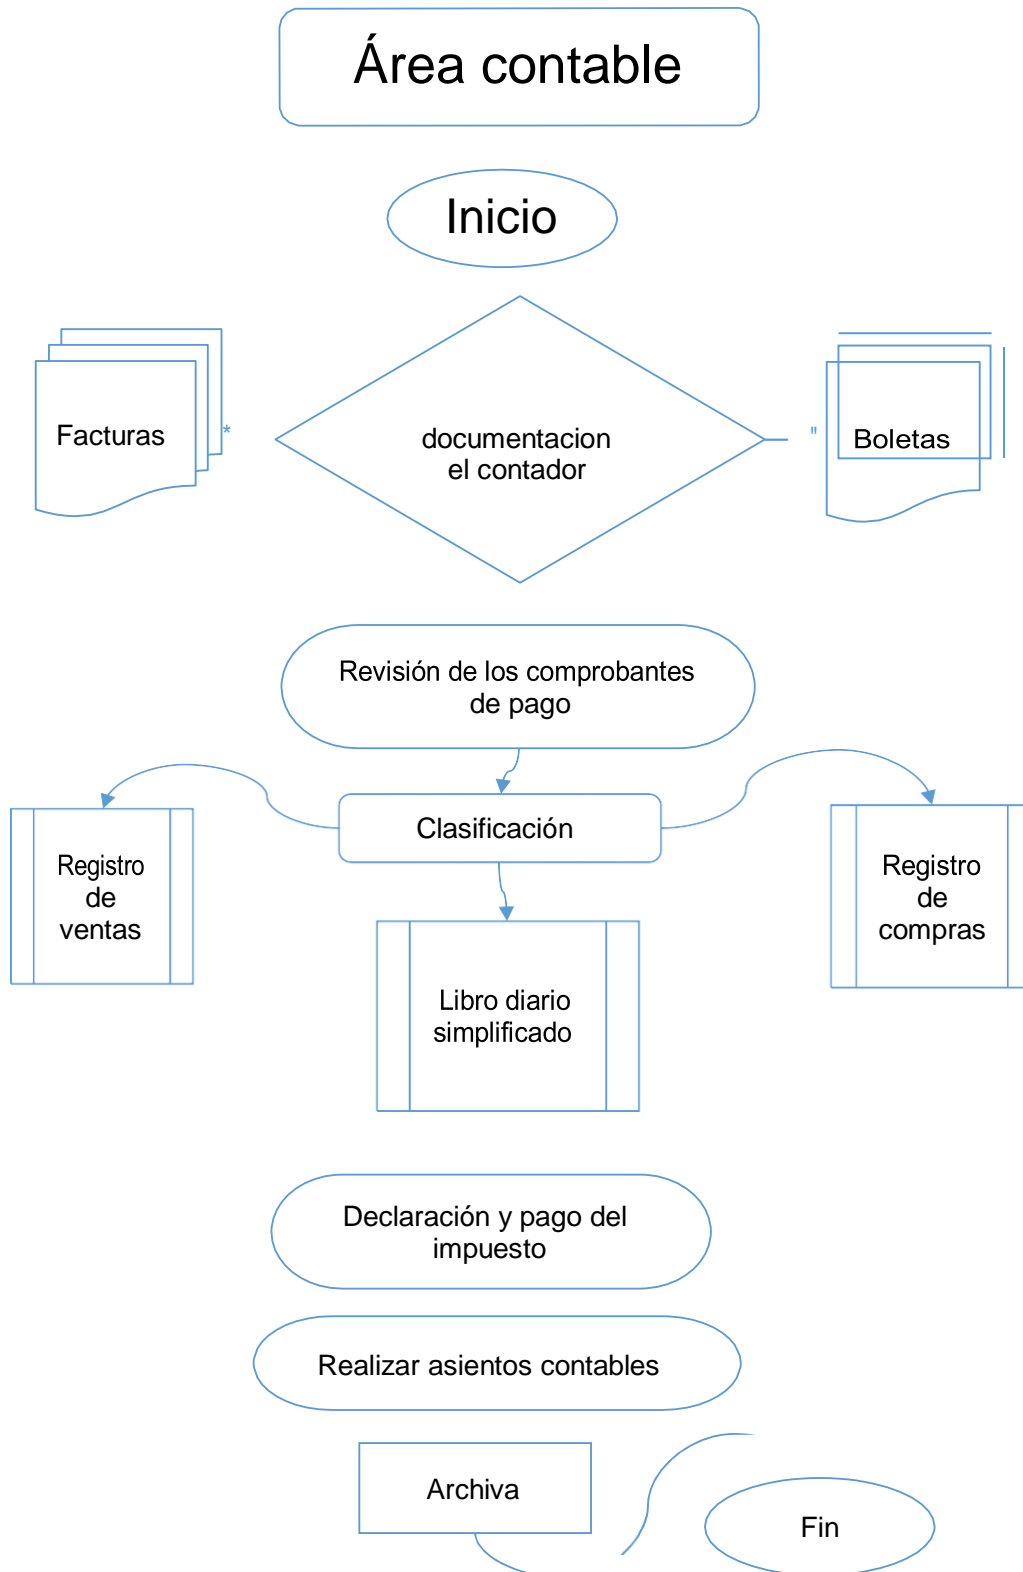 Área contable
Inicio
Facturas
*
documentacion
el contador
"
Boletas
Revisión de los comprobantes
de pago
Clasificación
Registro
de
ventas
Registro
de
compras
Libro diario
simplificado
Declaración y pago del
impuesto
Realizar asientos contables
Archiva
Fin